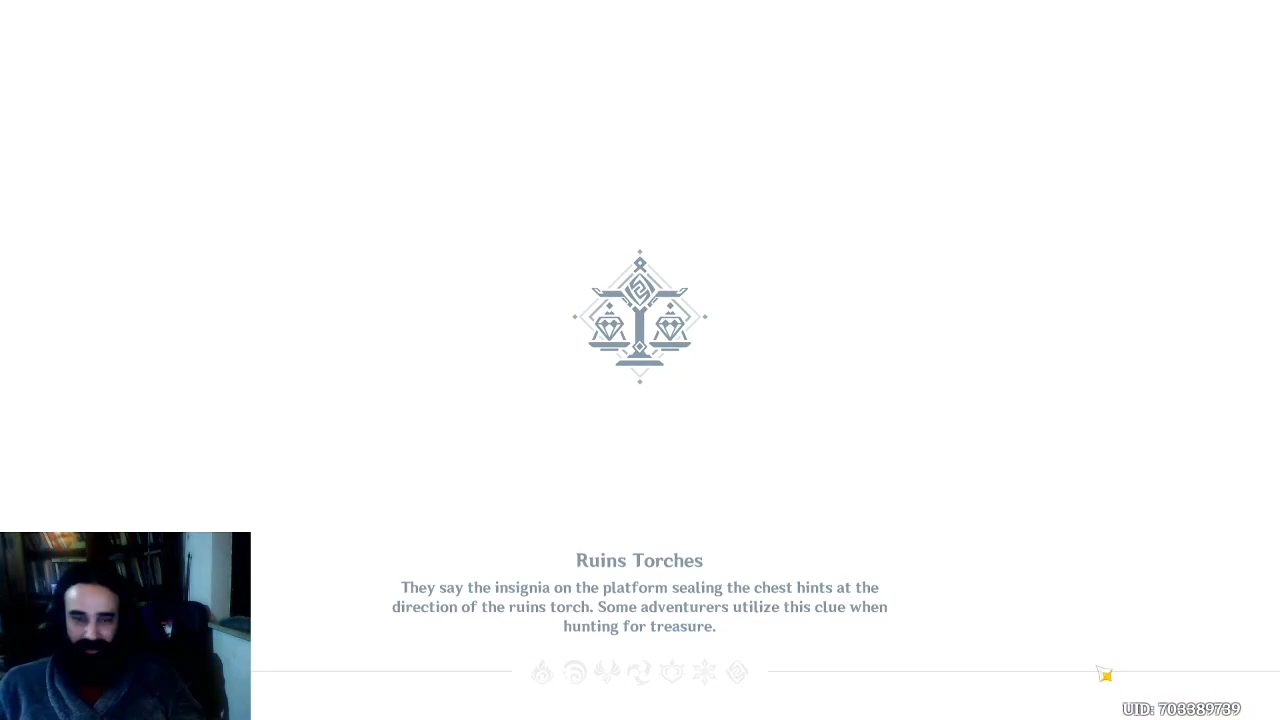 Ruins Torches
They say the insignia on the platform sealing the chest hints at the
direction of the ruins torch. Some adventurers utilize this clue when
hunting for treasure.
UID: 703389739